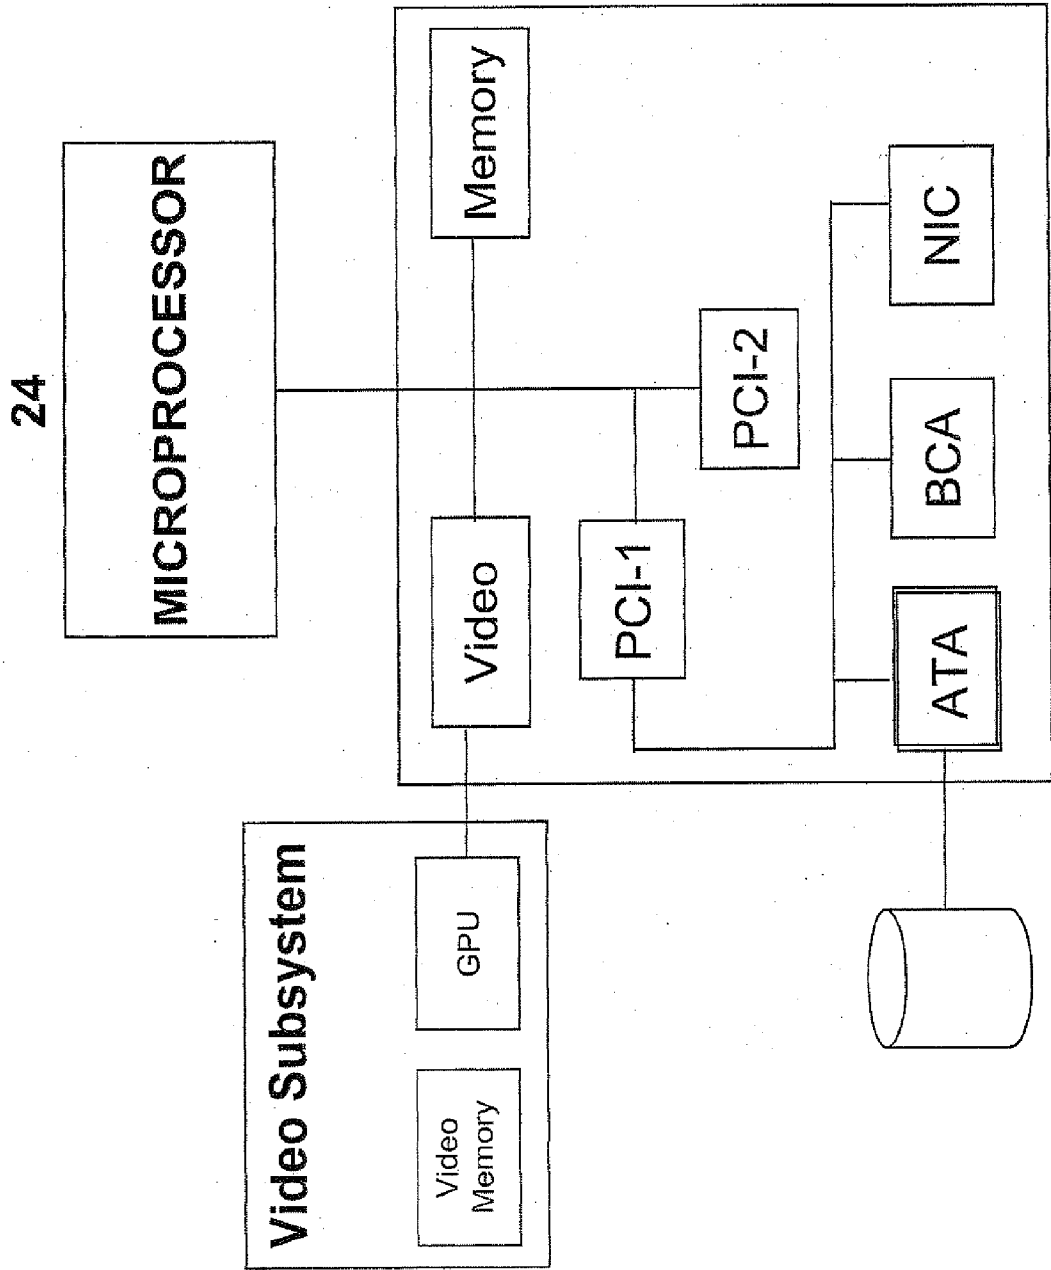 24
MICROPROCESSOR
Video Subsystem
Video
Memory
GPU
Video
Memory
PCI-1
PCI-2
ATA
BCA
NIC